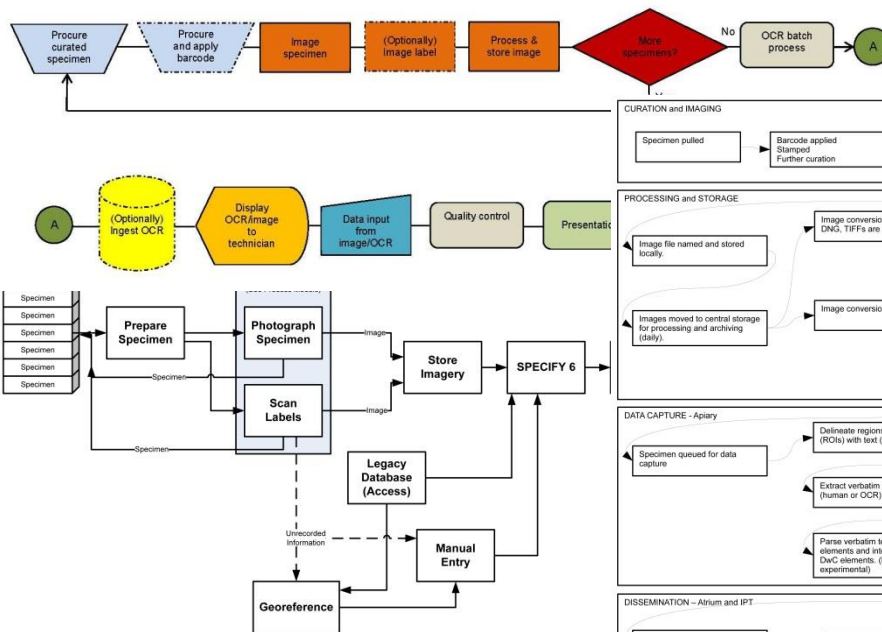 Procure
curated
specimen
Procure
and apply
barcode
Image
specimen
(Optionally)
Image label
Process &
store image
More
specimens?
No
OCR batch
process
A
A
(Optionally)
Ingest OCR
Display
OCR/image
to
technician
Data input
from
image/OCR
Quality control
Presentatio
Specimen
Specimen
Specimen
Specimen
Specimen
Specimen
Prepare
Specimen
Photograph
Specimen
Scan
Labels
Image
Image
Specimen
Specimen
Store
Imagery
SPECIFY 6
Legacy
Database
(Access)
Unrecorded
Information
Manual
Entry
Georeference
CURATION and IMAGING
Specimen pulled
Barcode applied
Stamped
Further curation
PROCESSING and STORAGE
Image file named and stored
locally.
Image conversio
DNG, TIFFs are
Images moved to central storage
for processing and archiving
(daily).
Image conversio
DATA CAPTURE - Apiary
Specimen queued for data
capture
Delineate regions
(ROIs) with text (
Extract verbatim
(human or OCR)
Parse verbatim te
elements and inte
DwC elements. (
experimental)
DISSEMINATION – Atrium and IPT